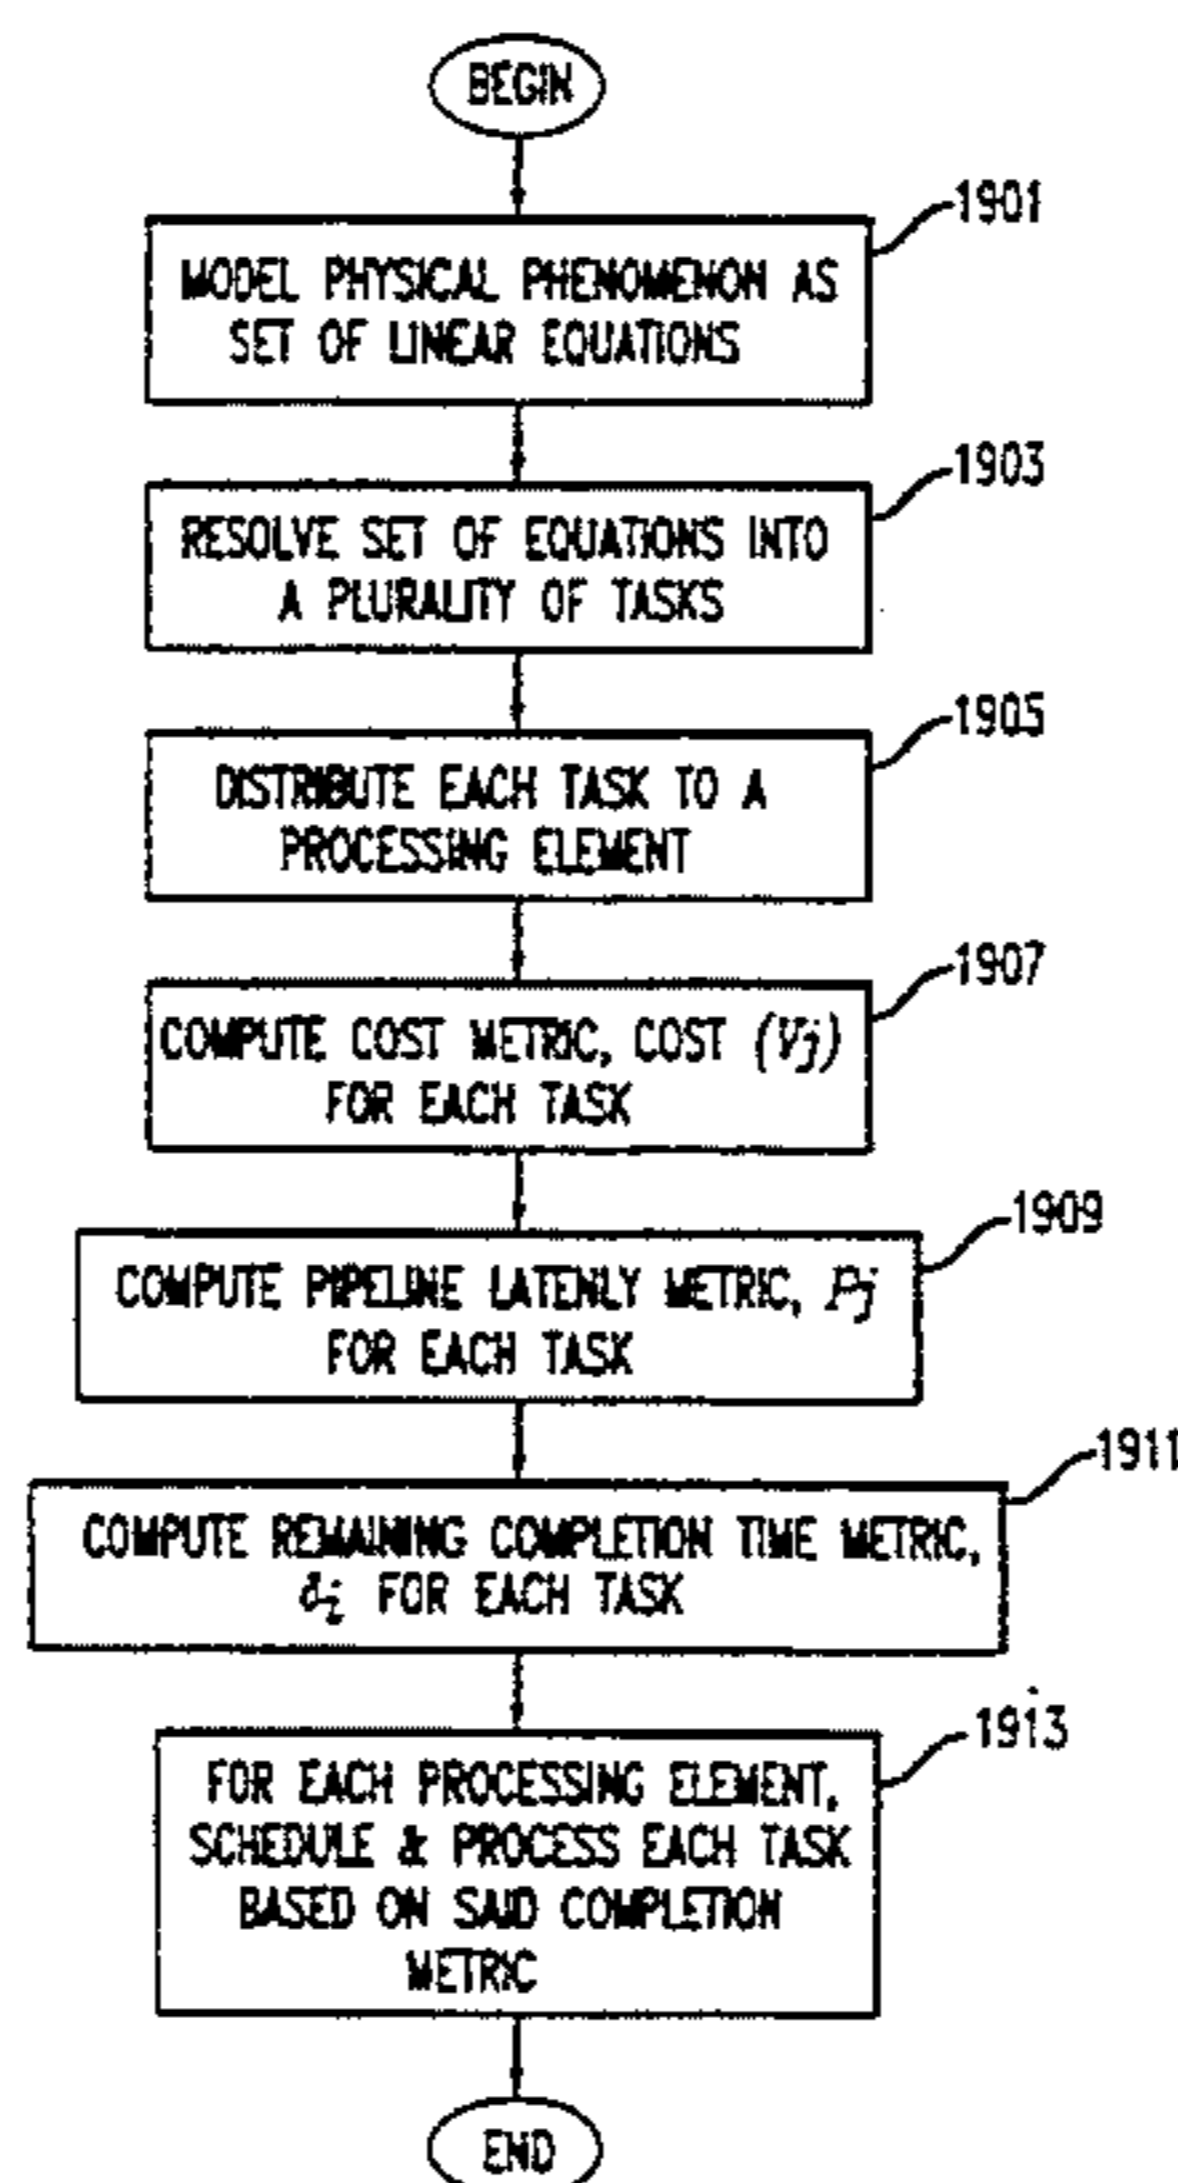 BEGIN
1901
MODEL PHYSICAL PHENOMENON AS
SET OF LINEAR EQUATIONS
1903
RESOLVE SET OF EQUATIONS INTO
A PLURALITY OF TASKS
1905
DISTRIBUTE EACH TASK TO A
PROCESSING ELEMENT
1907
COMPUTE COST METRIC, COST (Vj)
FOR EACH TASK
1909
COMPUTE PIPELINE LATENLY METRIC, Pj
FOR EACH TASK
1911
COMPUTE REMAINING COMPLETION TIME METRIC,
δi FOR EACH TASK
1913
FOR EACH PROCESSING ELEMENT,
SCHEDULE & PROCESS EACH TASK
BASED ON SAID COMPLETION
METRIC
END